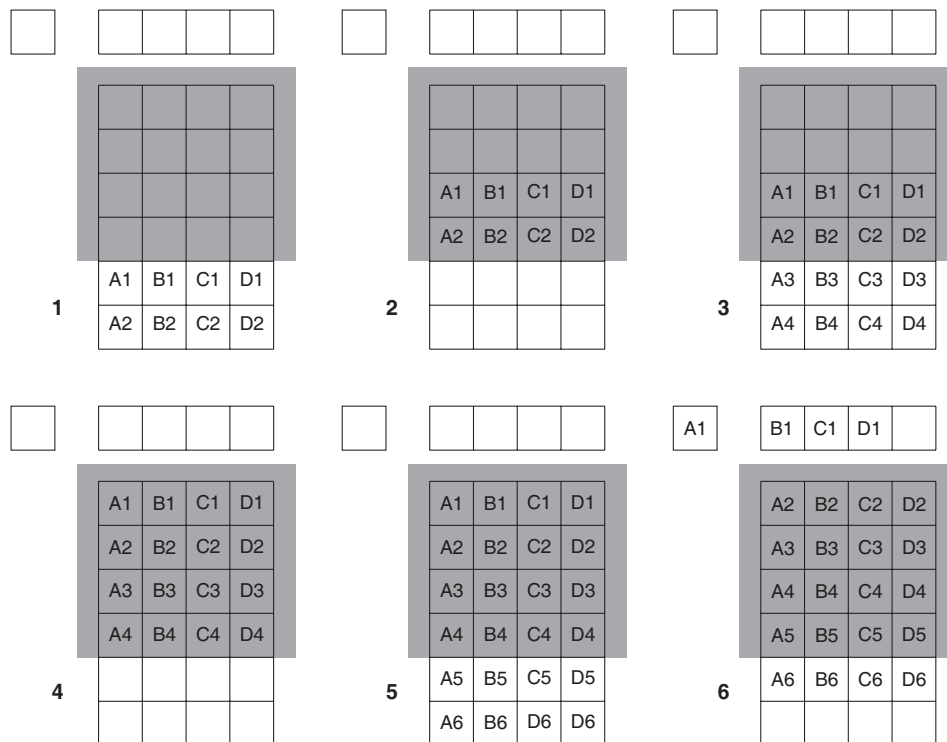 A1 B1 C1 D1
A2 B2 C2 D2
1
A1 B1 C1 D1
A2 B2 C2 D2
2
A1 B1 C1 D1
A2 B2 C2 D2
A3 B3 C3 D3
A4 B4 C4 D4
3
A1 B1 C1 D1
A2 B2 C2 D2
A3 B3 C3 D3
A4 B4 C4 D4
4
A1 B1 C1 D1
A2 B2 C2 D2
A3 B3 C3 D3
A4 B4 C4 D4
A5 B5 C5 D5
A6 B6 D6 D6
5
A1 B1 C1 D1
A2 B2 C2 D2
A3 B3 C3 D3
A4 B4 C4 D4
A5 B5 C5 D5
A6 B6 C6 D6
6